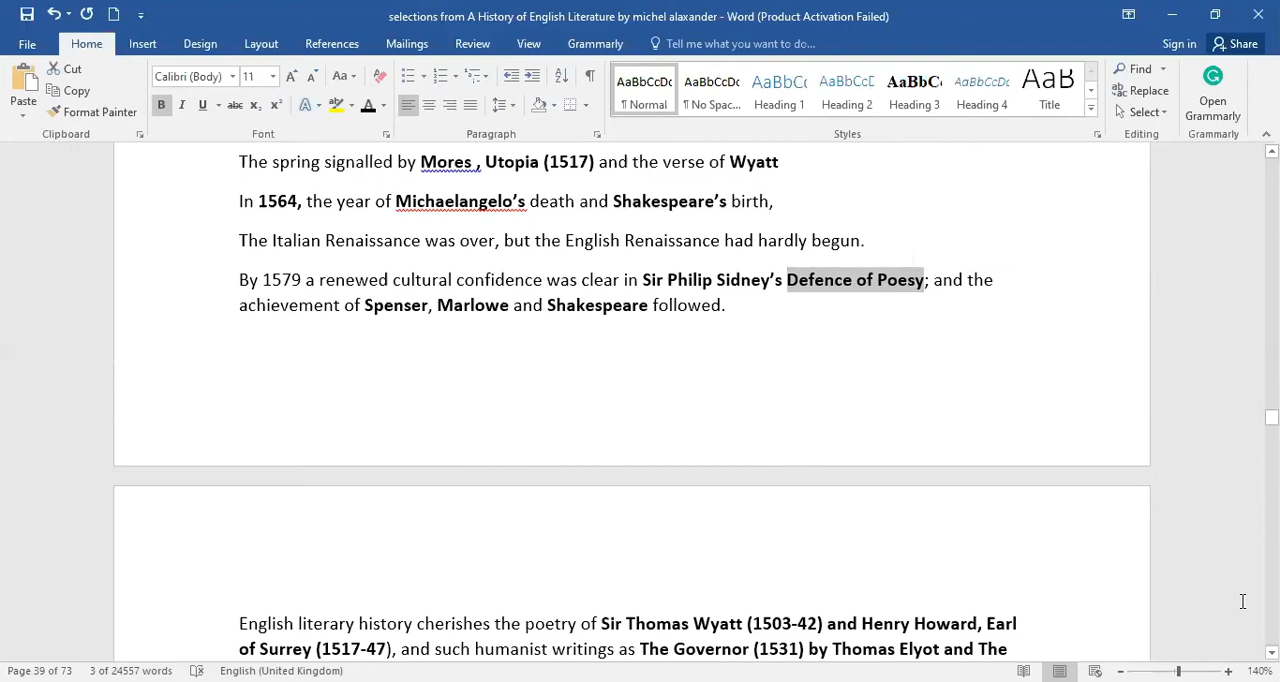 selections from A History of English Literature by michel alaxander - Word (Product Activation Failed)
File Home Insert Design Layout References Mailings Review View Grammarly Tell me what you want to do... Sign in Share
Paste Cut Copy Format Painter
Calibri (Body) 11 Aa
B I U abc x₂ x² A A
AaBbCcDc AaBbCcDc AaBbCc AaBbCcD AaBbC AaBbCcDc AaB
¶ Normal ¶ No Spac... Heading 1 Heading 2 Heading 3 Heading 4 Title
Find Replace Select
Open Grammarly
Clipboard Font Paragraph Styles Editing Grammarly
The spring signalled by Mores , Utopia (1517) and the verse of Wyatt
In 1564, the year of Michaelangelo’s death and Shakespeare’s birth,
The Italian Renaissance was over, but the English Renaissance had hardly begun.
By 1579 a renewed cultural confidence was clear in Sir Philip Sidney’s Defence of Poesy; and the
achievement of Spenser, Marlowe and Shakespeare followed.
English literary history cherishes the poetry of Sir Thomas Wyatt (1503-42) and Henry Howard, Earl
of Surrey (1517-47), and such humanist writings as The Governor (1531) by Thomas Elyot and The
Page 39 of 73 3 of 24557 words English (United Kingdom) 140%